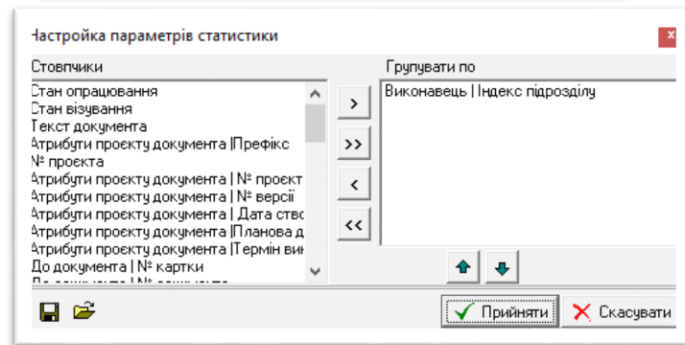 Настройка параметрів статистики
Стовпчики
Стан опрацювання
Стан візування
Текст документа
Атрибути проєкту документа |Префікс
№ проєкта
Атрибути проєкту документа | № проєкт
Атрибути проєкту документа | № версії
Атрибути проєкту документа | Дата ство
Атрибути проєкту документа |Планова д
Атрибути проєкту документа |Термін вик
До документа | № картки
>
>>
<
<<
Групувати по
Виконавець | Індекс підрозділу
Прийняти
Скасувати